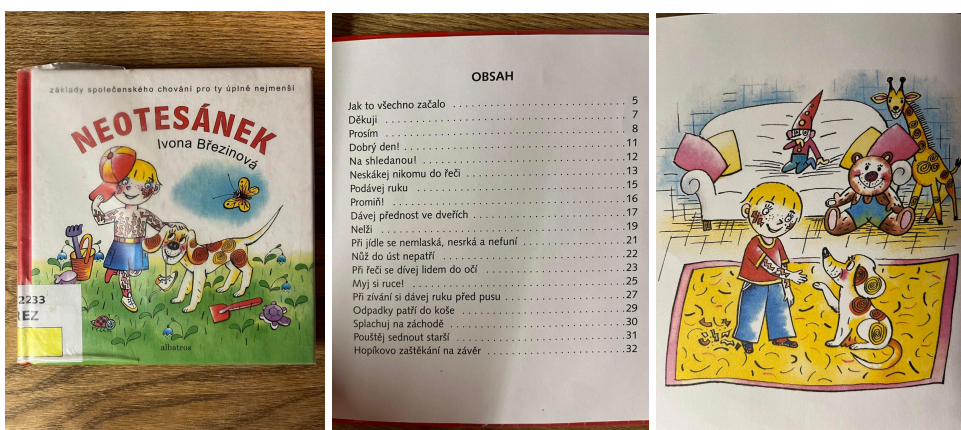 základy společenského chování pro ty úplně nejmenší
NEOTESÁNEK
Ivona Březinová
2233
albatros
OBSAH
Jak to všechno začalo 5
Děkuji 7
Prosím 8
Dobrý den! 11
Na shledanou! 12
Neskákej nikomu do řeči 13
Podávej ruku 15
Promiň! 16
Dávej přednost ve dveřích 17
Nelži 19
Při jídle se nemlaská, nesrká a nefuní 21
Nůž do úst nepatří 22
Při řeči se dívej lidem do očí 23
Myj si ruce! 25
Při zívání si dávej ruku před pusu 27
Odpadky patří do koše 29
Splachuj na záchodě 30
Pouštěj sednout starší 31
Hopíkovo zaštěkání na závěr 32